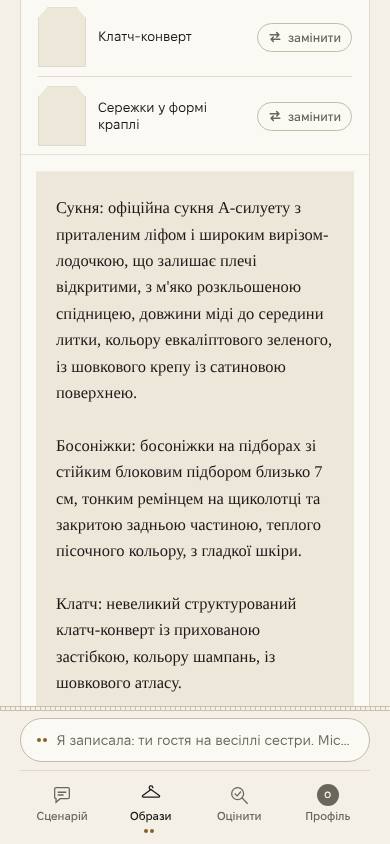 Клатч-конверт
замінити
Сережки у формі
краплі
замінити
Сукня: офіційна сукня А-силуету з
приталеним ліфом і широким вирізом-
лодочкою, що залишає плечі
відкритими, з м'яко розкльошеною
спідницею, довжини міді до середини
литки, кольору евкаліптового зеленого,
із шовкового крепу із сатиновою
поверхнею.
Босоніжки: босоніжки на підборах зі
стійким блоковим підбором близько 7
см, тонким ремінцем на щиколотці та
закритою задньою частиною, теплого
пісочного кольору, з гладкої шкіри.
Клатч: невеликий структурований
клатч-конверт із прихованою
застібкою, кольору шампань, із
шовкового атласу.
Я записала: ти гостя на весіллі сестри. Міс...
Сценарій
Образи
Оцінити
О
Профіль